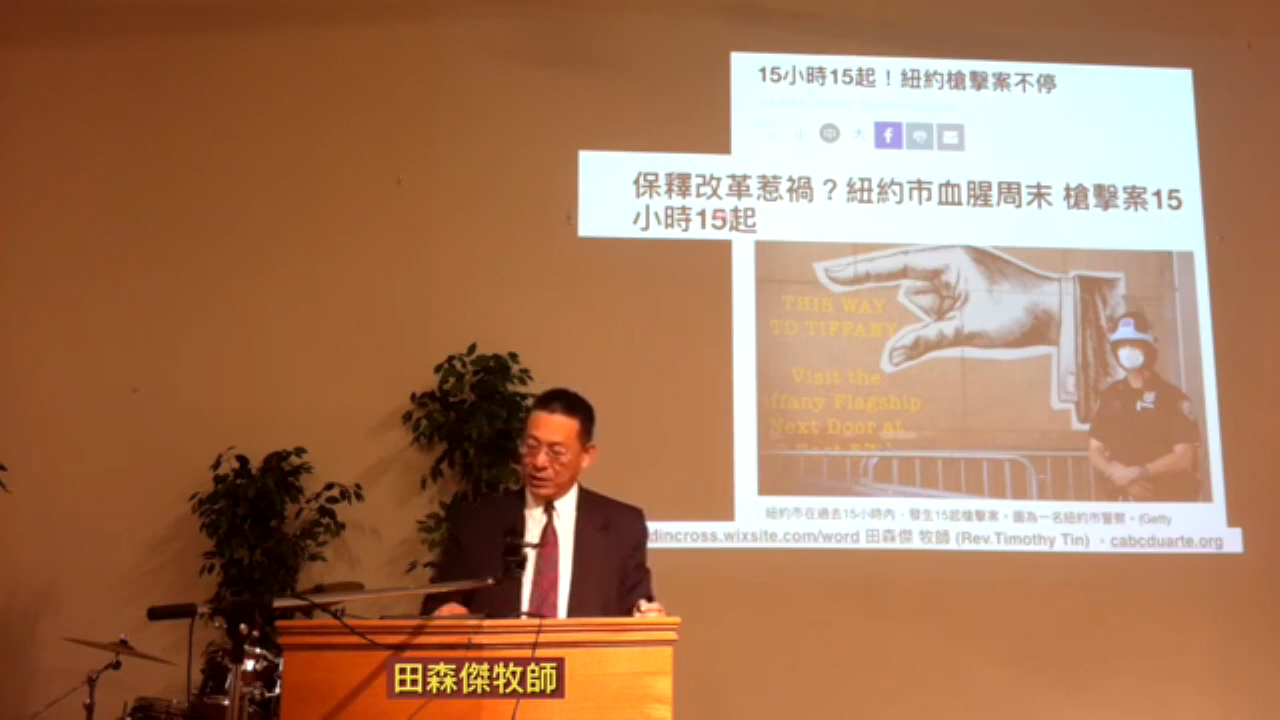 15小時15起！紐約槍擊案不停
小 中 大
保釋改革惹禍？紐約市血腥周末 槍擊案15
小時15起
THIS WAY
TO TIFFANY
Visit the
ffany Flagship
Next Door at
紐約市在過去15小時內，發生15起槍擊案。圖為一名紐約市警察。(Getty
dincross.wixsite.com/word 田森傑 牧師 (Rev.Timothy Tin) ，cabcduarte.org
田森傑牧師